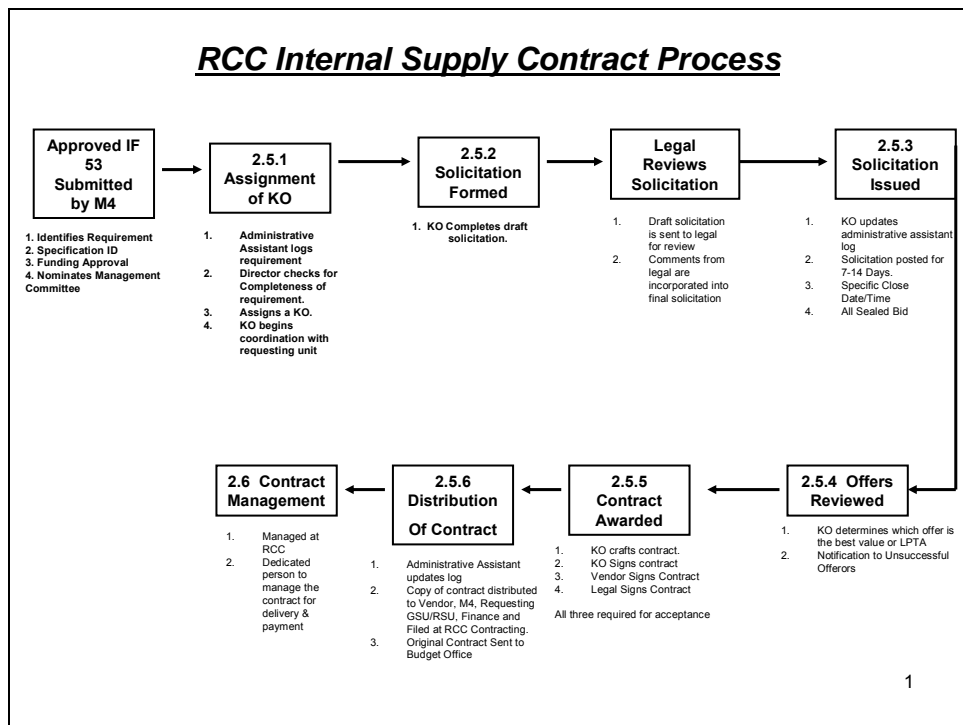 RCC Internal Supply Contract Process
Approved IF
53
Submitted
by M4
1. Identifies Requirement
2. Specification ID
3. Funding Approval
4. Nominates Management
Committee
2.5.1
Assignment
of KO
1. Administrative
Assistant logs
requirement
2. Director checks for
Completeness of
requirement.
3. Assigns a KO.
4. KO begins
coordination with
requesting unit
2.5.2
Solicitation
Formed
1. KO Completes draft
solicitation.
Legal
Reviews
Solicitation
1. Draft solicitation
is sent to legal
for review
2. Comments from
legal are
incorporated into
final solicitation
2.5.3
Solicitation
Issued
1. KO updates
administrative assistant
log
2. Solicitation posted for
7-14 Days.
3. Specific Close
Date/Time
4. All Sealed Bid
2.5.4 Offers
Reviewed
1. KO determines which offer is
the best value or LPTA
2. Notification to Unsuccessful
Offerors
2.5.5
Contract
Awarded
1. KO crafts contract.
2. KO Signs contract
3. Vendor Signs Contract
4. Legal Signs Contract
All three required for acceptance
2.5.6
Distribution
Of Contract
1. Administrative Assistant
updates log
2. Copy of contract distributed
to Vendor, M4, Requesting
GSU/RSU, Finance and
Filed at RCC Contracting.
3. Original Contract Sent to
Budget Office
2.6 Contract
Management
1. Managed at
RCC
2. Dedicated
person to
manage the
contract for
delivery &
payment
1